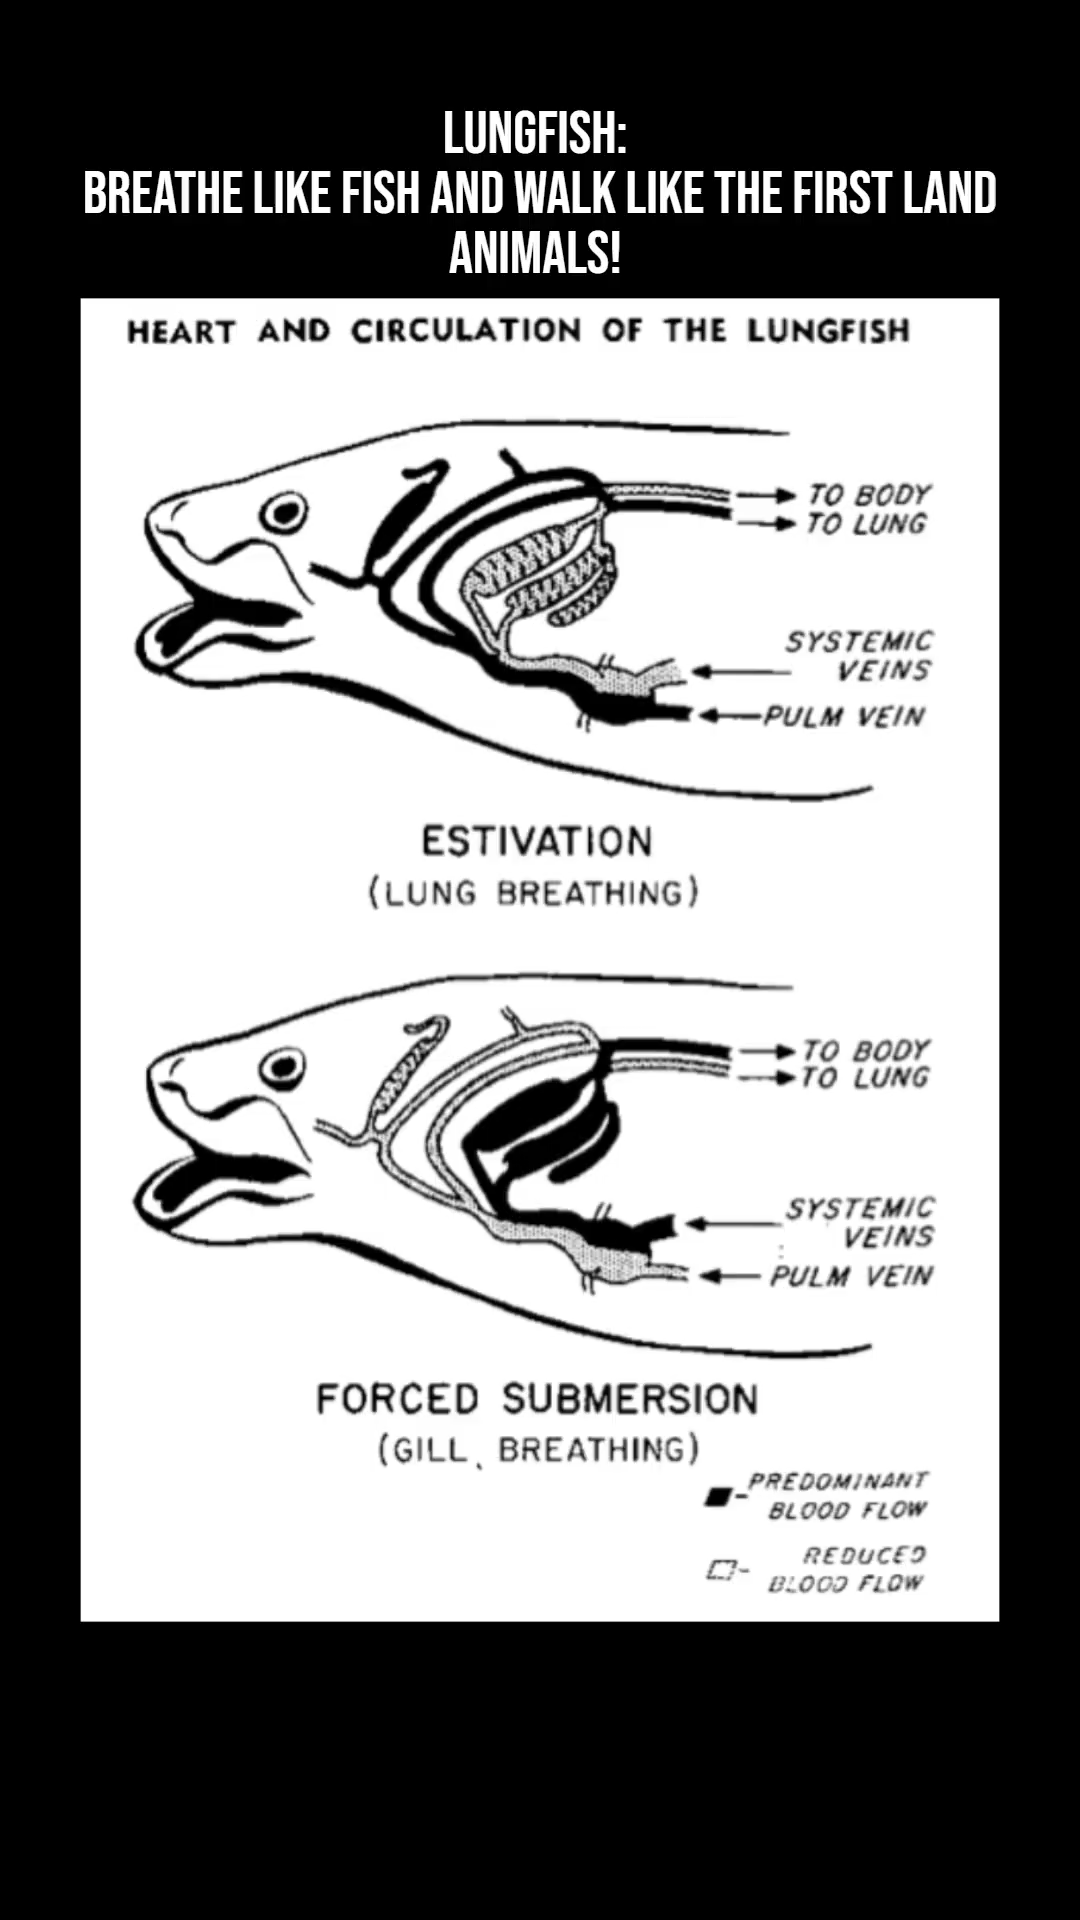 LUNGFISH:
BREATHE LIKE FISH AND WALK LIKE THE FIRST LAND
ANIMALS!
HEART AND CIRCULATION OF THE LUNGFISH
TO BODY
TO LUNG
SYSTEMIC
VEINS
PULM VEIN
ESTIVATION
(LUNG BREATHING)
TO BODY
TO LUNG
SYSTEMIC
VEINS
PULM VEIN
FORCED SUBMERSION
(GILL, BREATHING)
PREDOMINANT
BLOOD FLOW
REDUCED
BLOOD FLOW